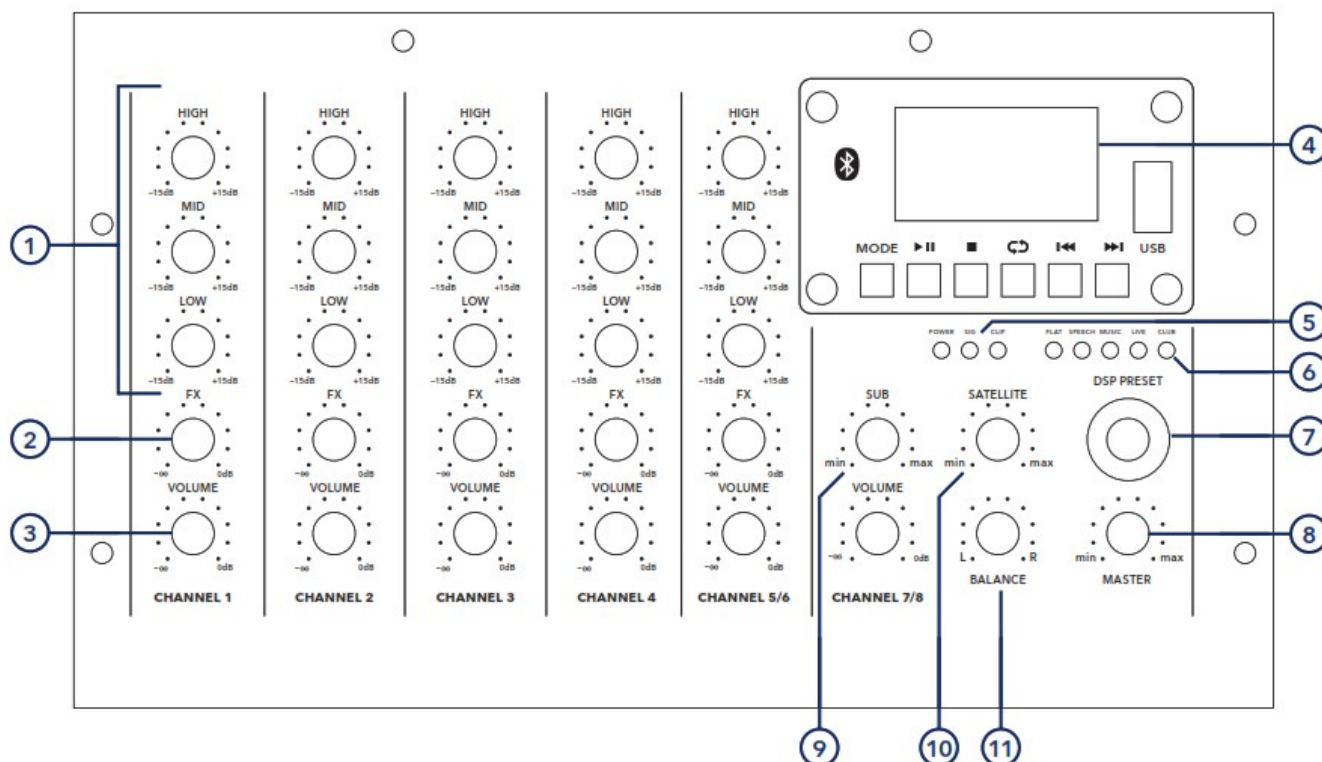 HIGH HIGH HIGH HIGH HIGH
-15dB +15dB -15dB +15dB -15dB +15dB -15dB +15dB -15dB +15dB
MID MID MID MID MID
-15dB +15dB -15dB +15dB -15dB +15dB -15dB +15dB -15dB +15dB
LOW LOW LOW LOW LOW
-15dB +15dB -15dB +15dB -15dB +15dB -15dB +15dB -15dB +15dB
FX FX FX FX FX
-∞ 0dB -∞ 0dB -∞ 0dB -∞ 0dB -∞ 0dB
VOLUME VOLUME VOLUME VOLUME VOLUME
-∞ 0dB -∞ 0dB -∞ 0dB -∞ 0dB -∞ 0dB
CHANNEL 1 CHANNEL 2 CHANNEL 3 CHANNEL 4 CHANNEL 5/6
1
2
3
MODE USB
4
POWER SIG CLIP FLAT SPEECH MUSIC LIVE CLUB
5
6
SUB SATELLITE DSP PRESET
min max min max
7
VOLUME
-∞ 0dB L R min max
8
CHANNEL 7/8 BALANCE MASTER
9 10 11